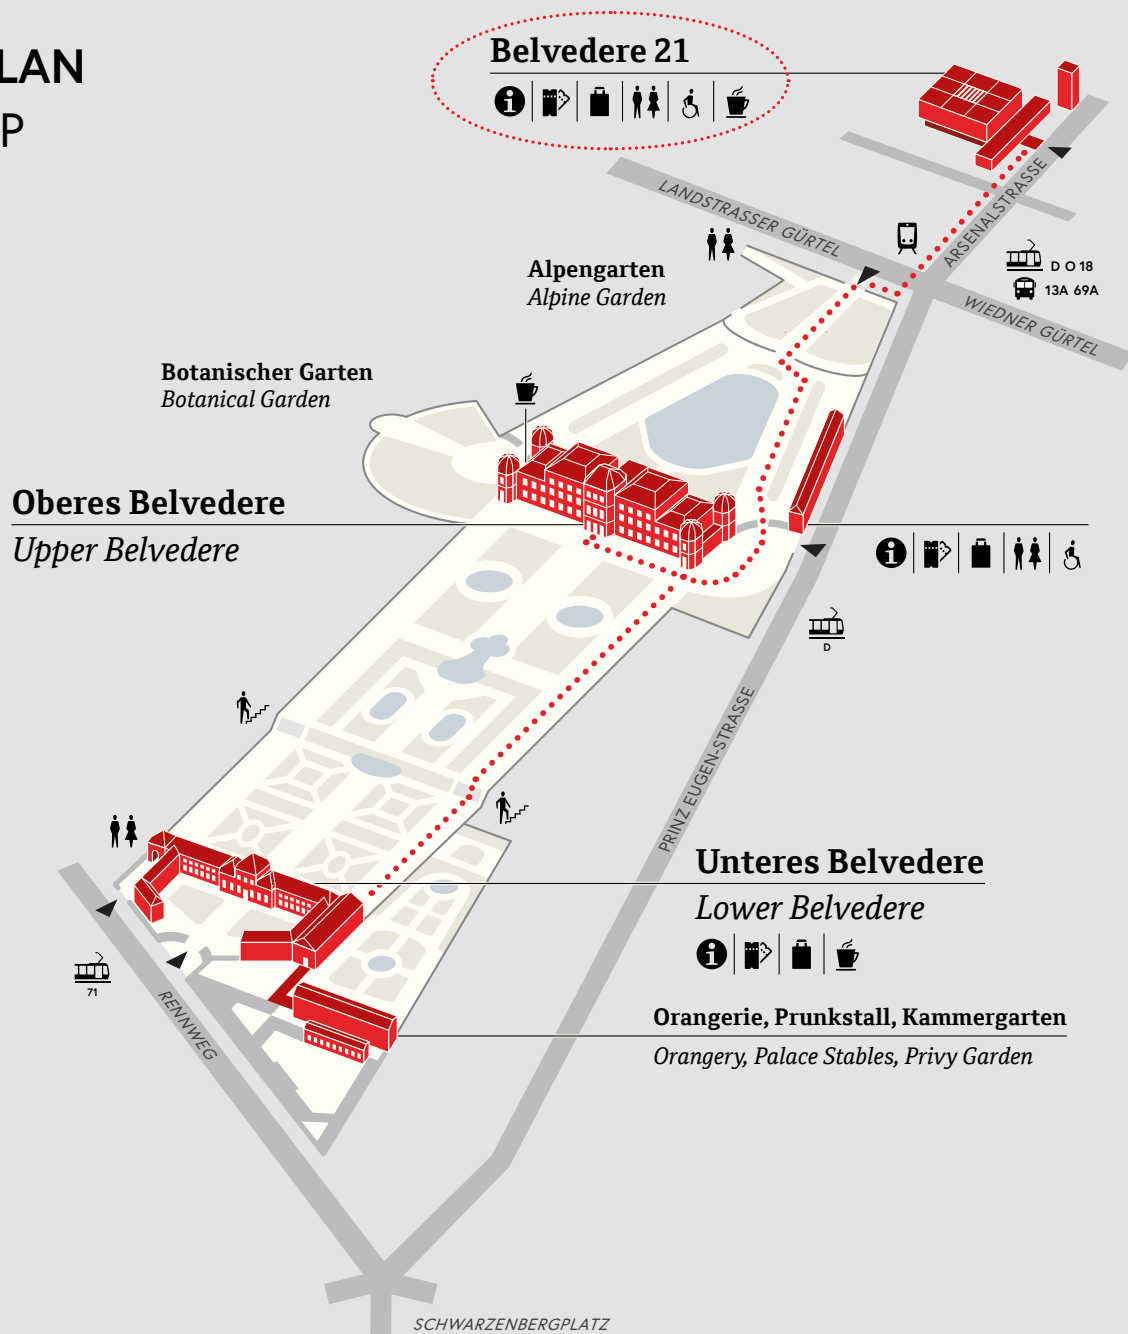 LAN
P
Belvedere 21
LANDSTRASSER GÜRTEL
ARSENALSTRASSE
D O 18
13A 69A
WIEDNER GÜRTEL
Alpengarten
Alpine Garden
Botanischer Garten
Botanical Garden
Oberes Belvedere
Upper Belvedere
D
PRINZ EUGEN-STRASSE
Unteres Belvedere
Lower Belvedere
71
RENNWEG
Orangerie, Prunkstall, Kammergarten
Orangery, Palace Stables, Privy Garden
SCHWARZENBERGPLATZ